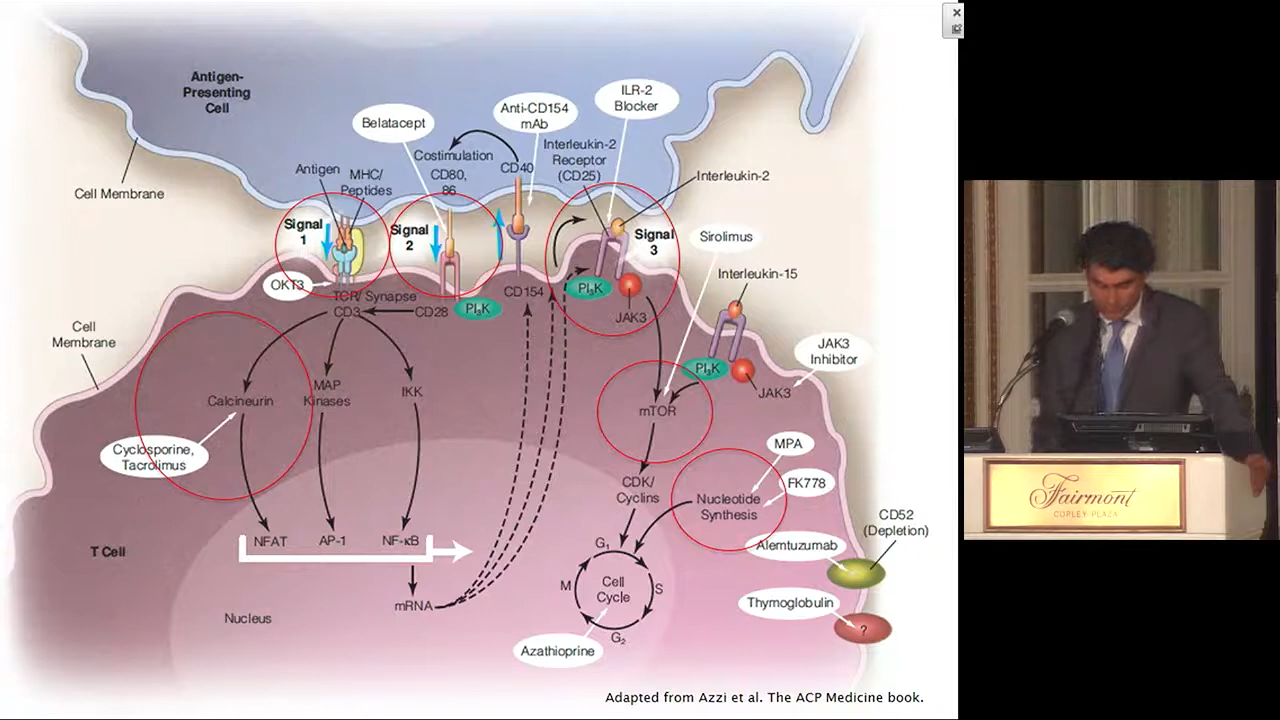 Antigen-
Presenting
Cell
Cell Membrane
Belatacept
Anti-CD154
mAb
ILR-2
Blocker
Antigen
MHC/
Peptides
Costimulation
CD80,
86
CD40
Interleukin-2
Receptor
(CD25)
Interleukin-2
Signal
1
Signal
2
Signal
3
Sirolimus
Interleukin-15
OKT3
TCR/ Synapse
CD3
CD28
PI3K
CD154
PI3K
JAK3
Cell
Membrane
JAK3
Inhibitor
PI3K
JAK3
Calcineurin
MAP
Kinases
IKK
mTOR
Cyclosporine,
Tacrolimus
MPA
FK778
CDK/
Cyclins
Nucleotide
Synthesis
CD52
(Depletion)
T Cell
NFAT
AP-1
NF-κB
Alemtuzumab
G1
M
Cell
Cycle
S
G2
mRNA
Nucleus
Thymoglobulin
?
Azathioprine
Adapted from Azzi et al. The ACP Medicine book.
Fairmont
COPLEY PLAZA